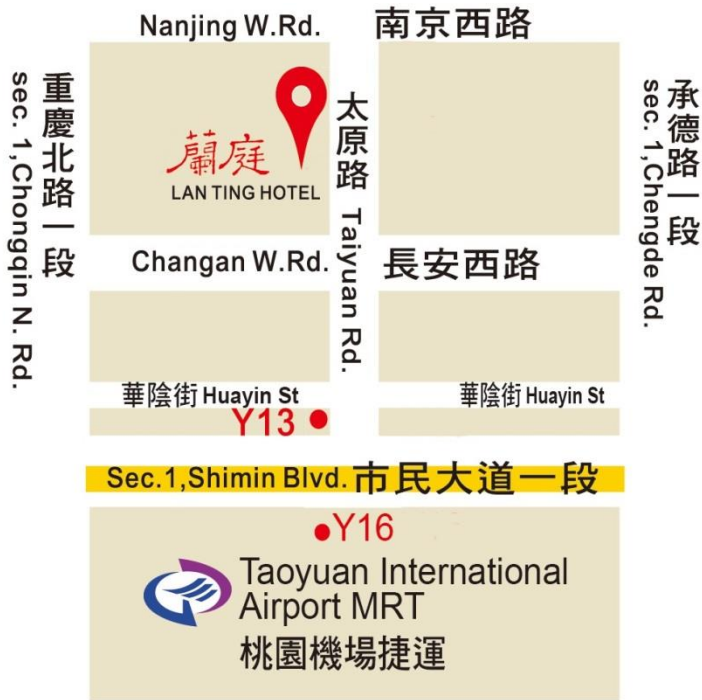 Nanjing W.Rd. 南京西路
重慶北路一段
sec. 1,Chongqin N. Rd.
蘭庭
LAN TING HOTEL
太原路 Taiyuan Rd.
承德路一段
sec. 1,Chengde Rd.
Changan W.Rd. 長安西路
華陰街 Huayin St
華陰街 Huayin St
Y13
Sec.1,Shimin Blvd. 市民大道一段
Y16
Taoyuan International
Airport MRT
桃園機場捷運